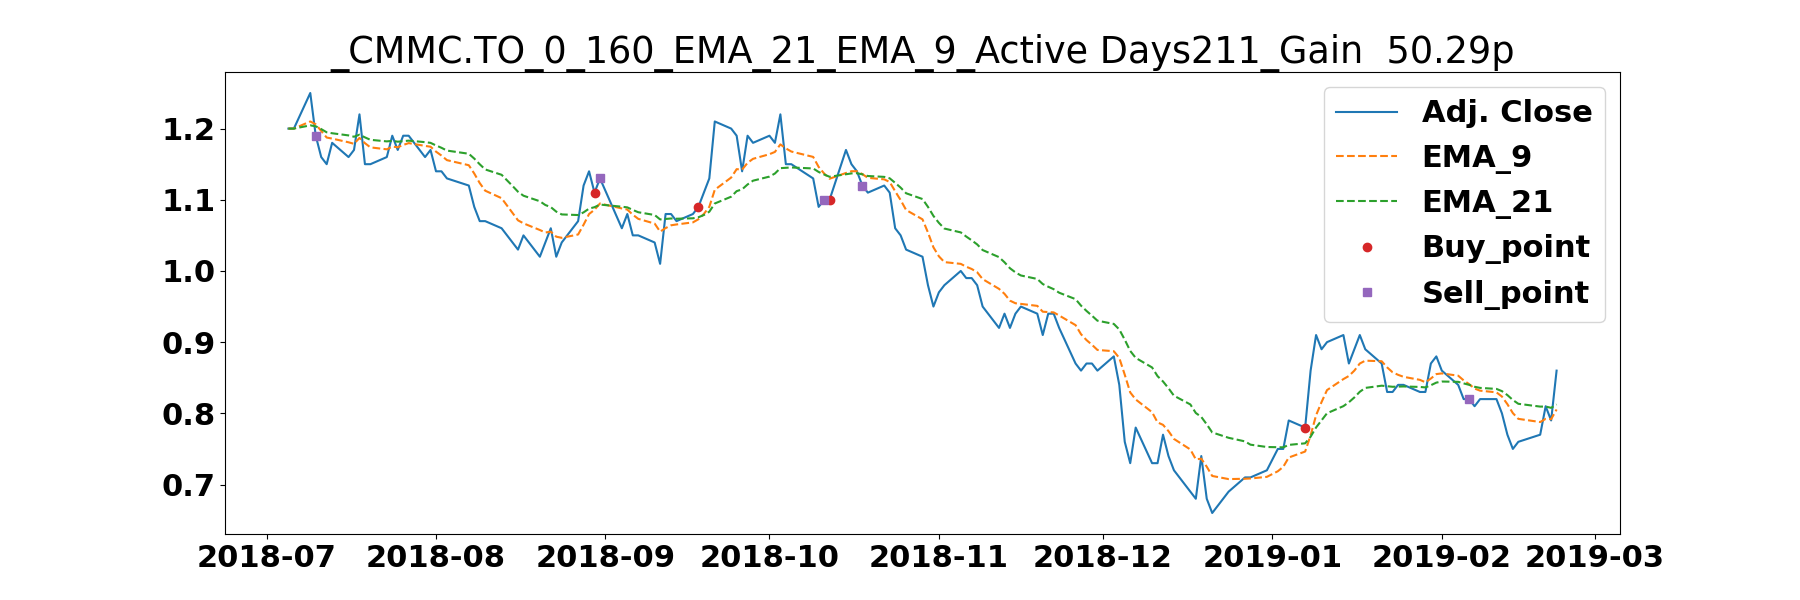 _CMMC.TO_0_160_EMA_21_EMA_9_Active Days211_Gain  50.29p
Adj. Close
EMA_9
EMA_21
Buy_point
Sell_point
1.2
1.1
1.0
0.9
0.8
0.7
2018-07 2018-08 2018-09 2018-10 2018-11 2018-12 2019-01 2019-02 2019-03